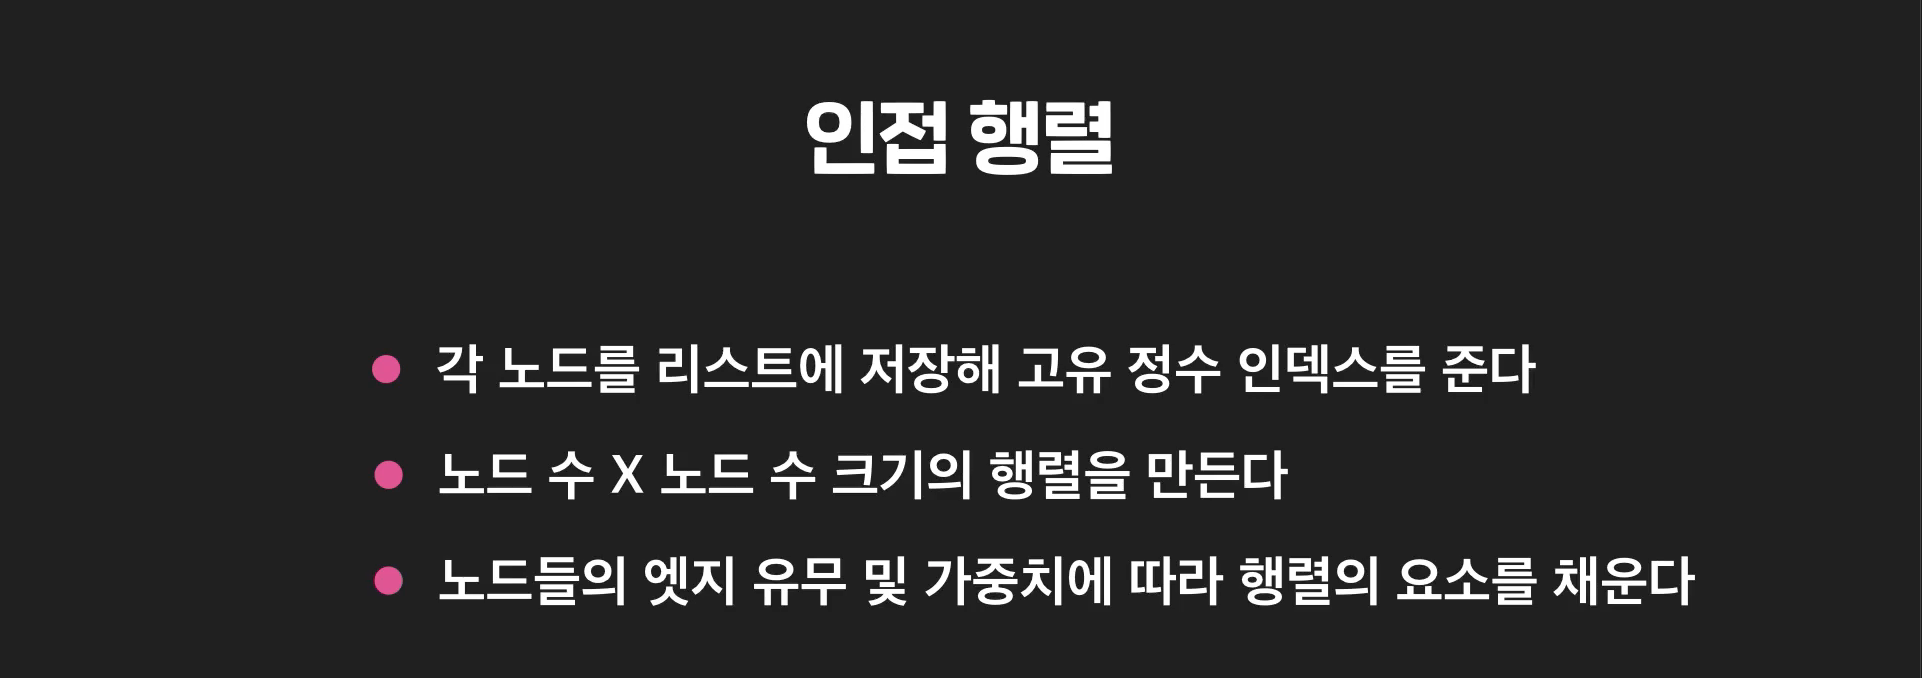 인접 행렬
각 노드를 리스트에 저장해 고유 정수 인덱스를 준다
노드 수 X 노드 수 크기의 행렬을 만든다
노드들의 엣지 유무 및 가중치에 따라 행렬의 요소를 채운다